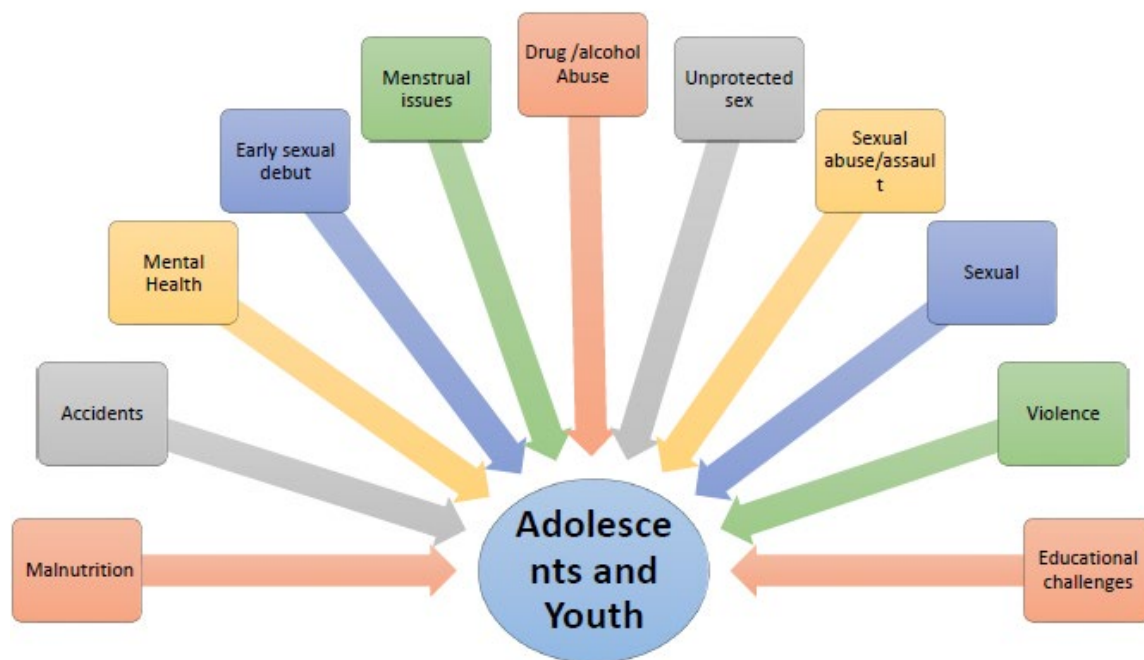 Drug /alcohol
Abuse
Unprotected
sex
Menstrual
issues
Sexual
abuse/assaul
t
Early sexual
debut
Sexual
Mental
Health
Violence
Accidents
Malnutrition
Educational
challenges
Adolesce
nts and
Youth